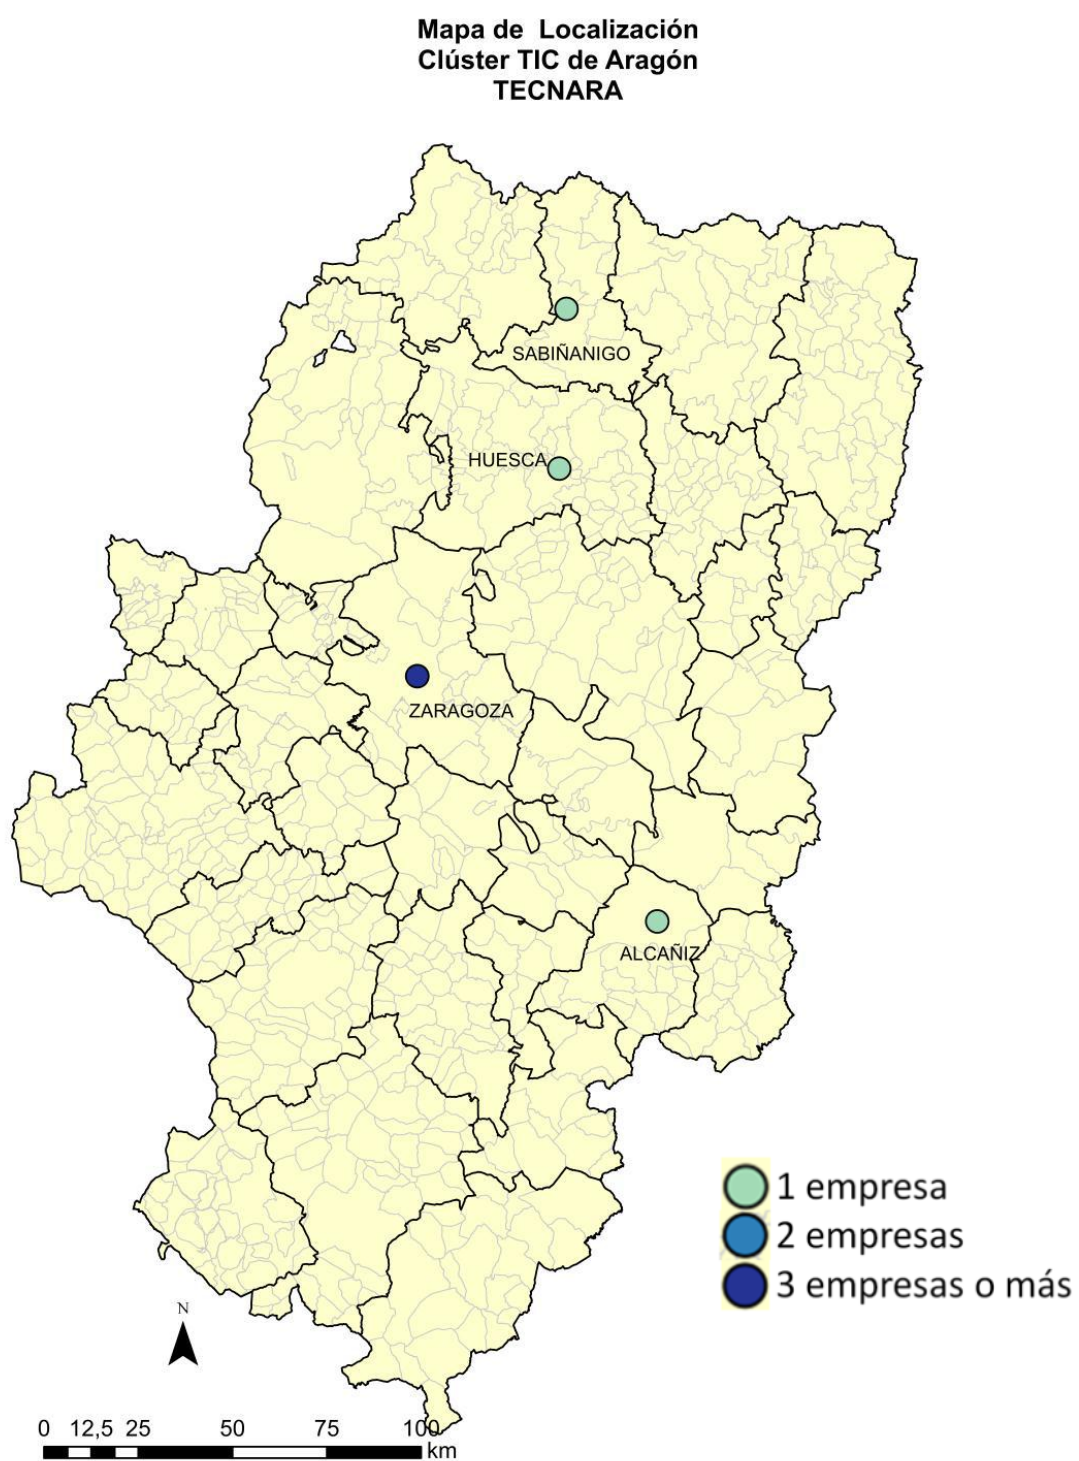 Mapa de Localización
Clúster TIC de Aragón
TECNARA
SABIÑANIGO
HUESCA
ZARAGOZA
ALCAÑIZ
1 empresa
2 empresas
3 empresas o más
N
0 12,5 25 50 75 100
km